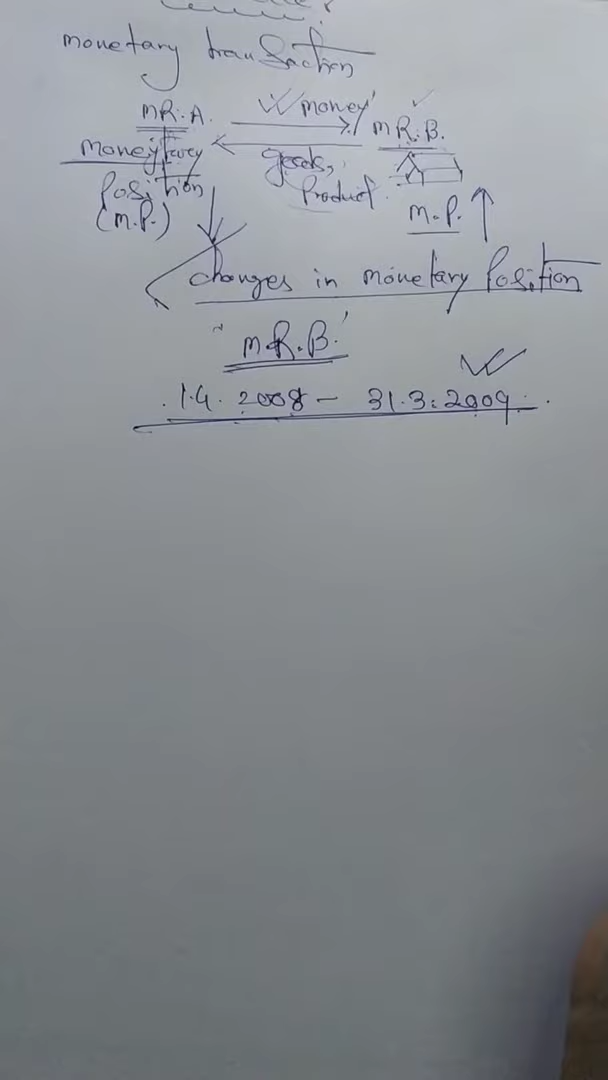 monetary transaction
MR. A. money MR. B.
monetary goods,
position product
(M.P.) M.P.
changes in monetary Position
"MR.B."
1.4.2008 - 31.3.2009.